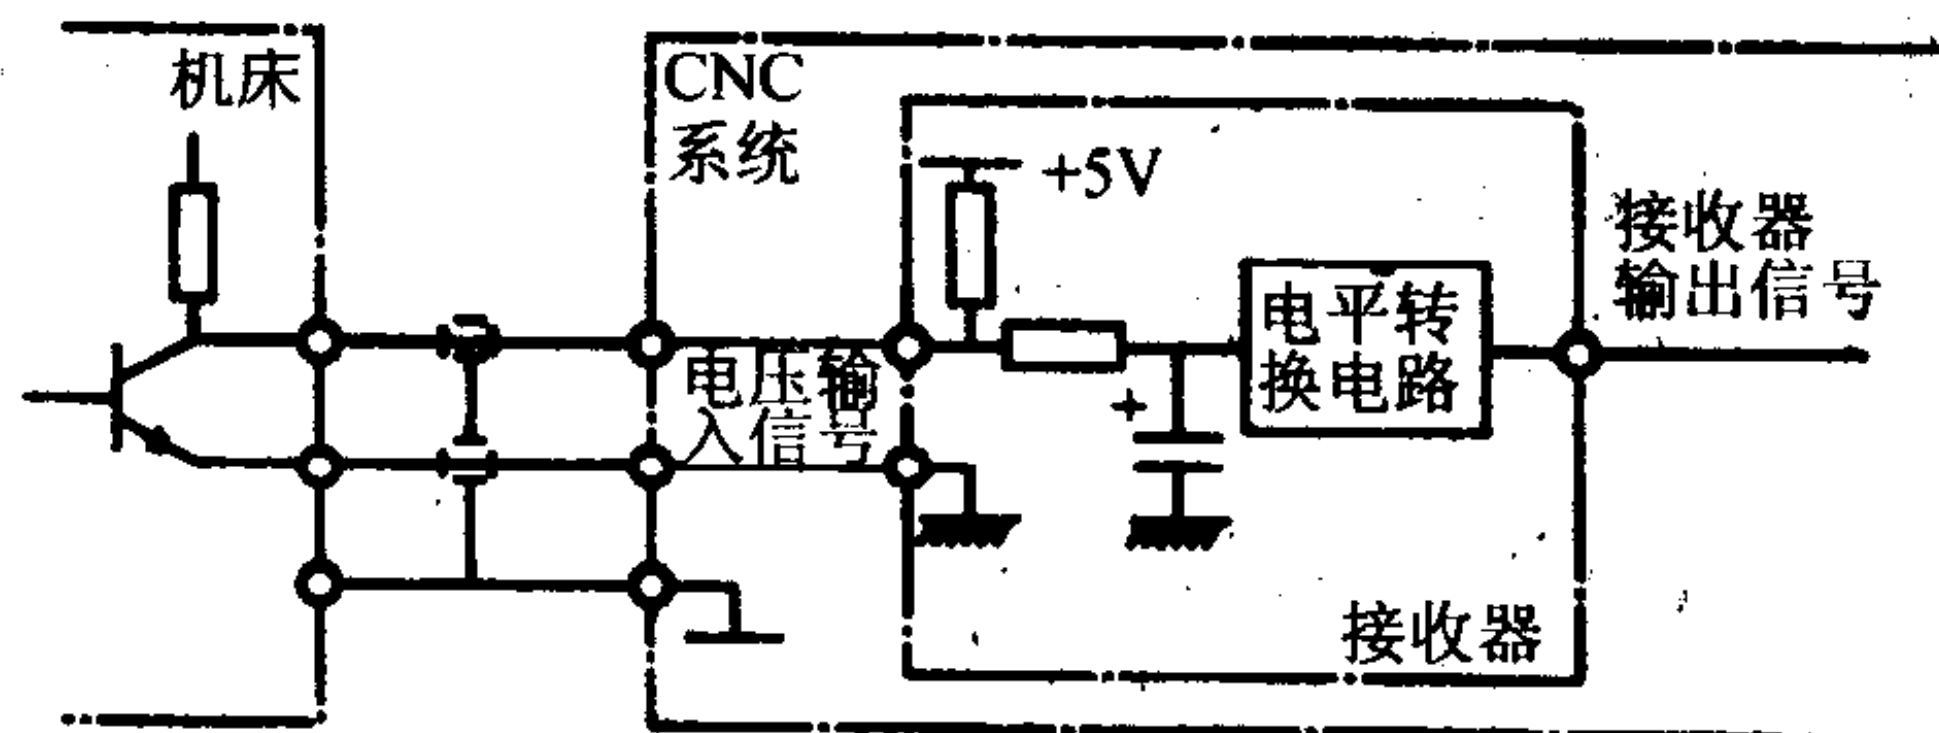 机床
CNC
系统
+5V
接收器
输出信号
电平转
换电路
电压输
入信号
+
接收器